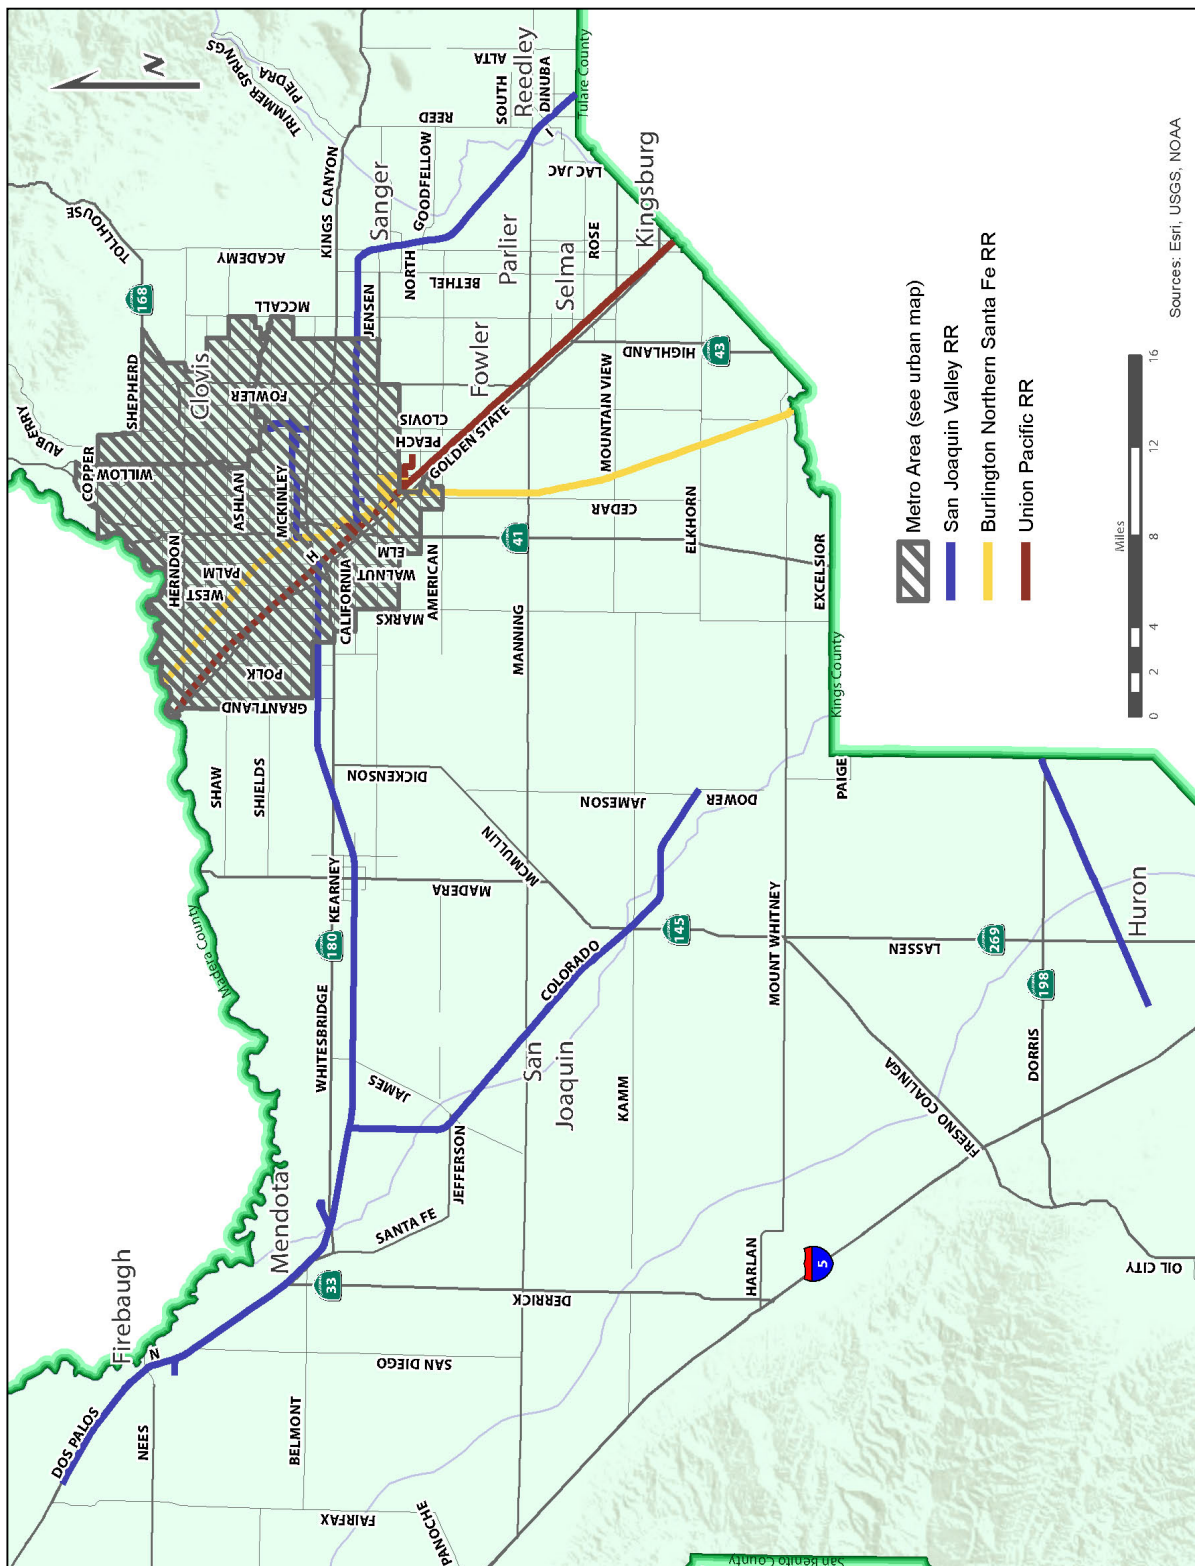 N
AUBERRY
TOLLHOUSE
TRIMMER SPRINGS
PIEDRA
168
COPPER
WILLOW
SHEPHERD
Clovis
FOWLER
MCCALL
ACADEMY
KINGS CANYON
HERNDON
PALM
WEST
ASHLAN
MCKINLEY
H
POLK
GRANTLAND
CALIFORNIA
ELM
WALNUT
MARKS
AMERICAN
JENSEN
Sanger
NORTH
GOODFELLOW
REED
ALTA
SOUTH
Reedley
DINUBA
I
Tulare County
LAC JAC
BETHEL
Parlier
Selma
ROSE
Kingsburg
Fowler
CLOVIS
PEACH
GOLDEN STATE
MOUNTAIN VIEW
HIGHLAND
43
CEDAR
41
ELKHORN
EXCELSIOR
MANNING
Kings County
Madera County
SHAW
SHIELDS
DICKENSON
KEARNEY
180
MADERA
MCMULLIN
JAMESON
DOWER
PAIGE
WHITESBRIDGE
JAMES
COLORADO
145
San
Joaquin
KAMM
MOUNT WHITNEY
LASSEN
269
198
DORRIS
Huron
FRESNO COALINGA
JEFFERSON
SANTA FE
Mendota
33
DERRICK
HARLAN
5
OIL CITY
Firebaugh
N
DOS PALOS
NEES
SAN DIEGO
BELMONT
FAIRFAX
PANOCHE
San Benito County
Metro Area (see urban map)
San Joaquin Valley RR
Burlington Northern Santa Fe RR
Union Pacific RR
Miles
0 2 4 8 12 16
Sources: Esri, USGS, NOAA